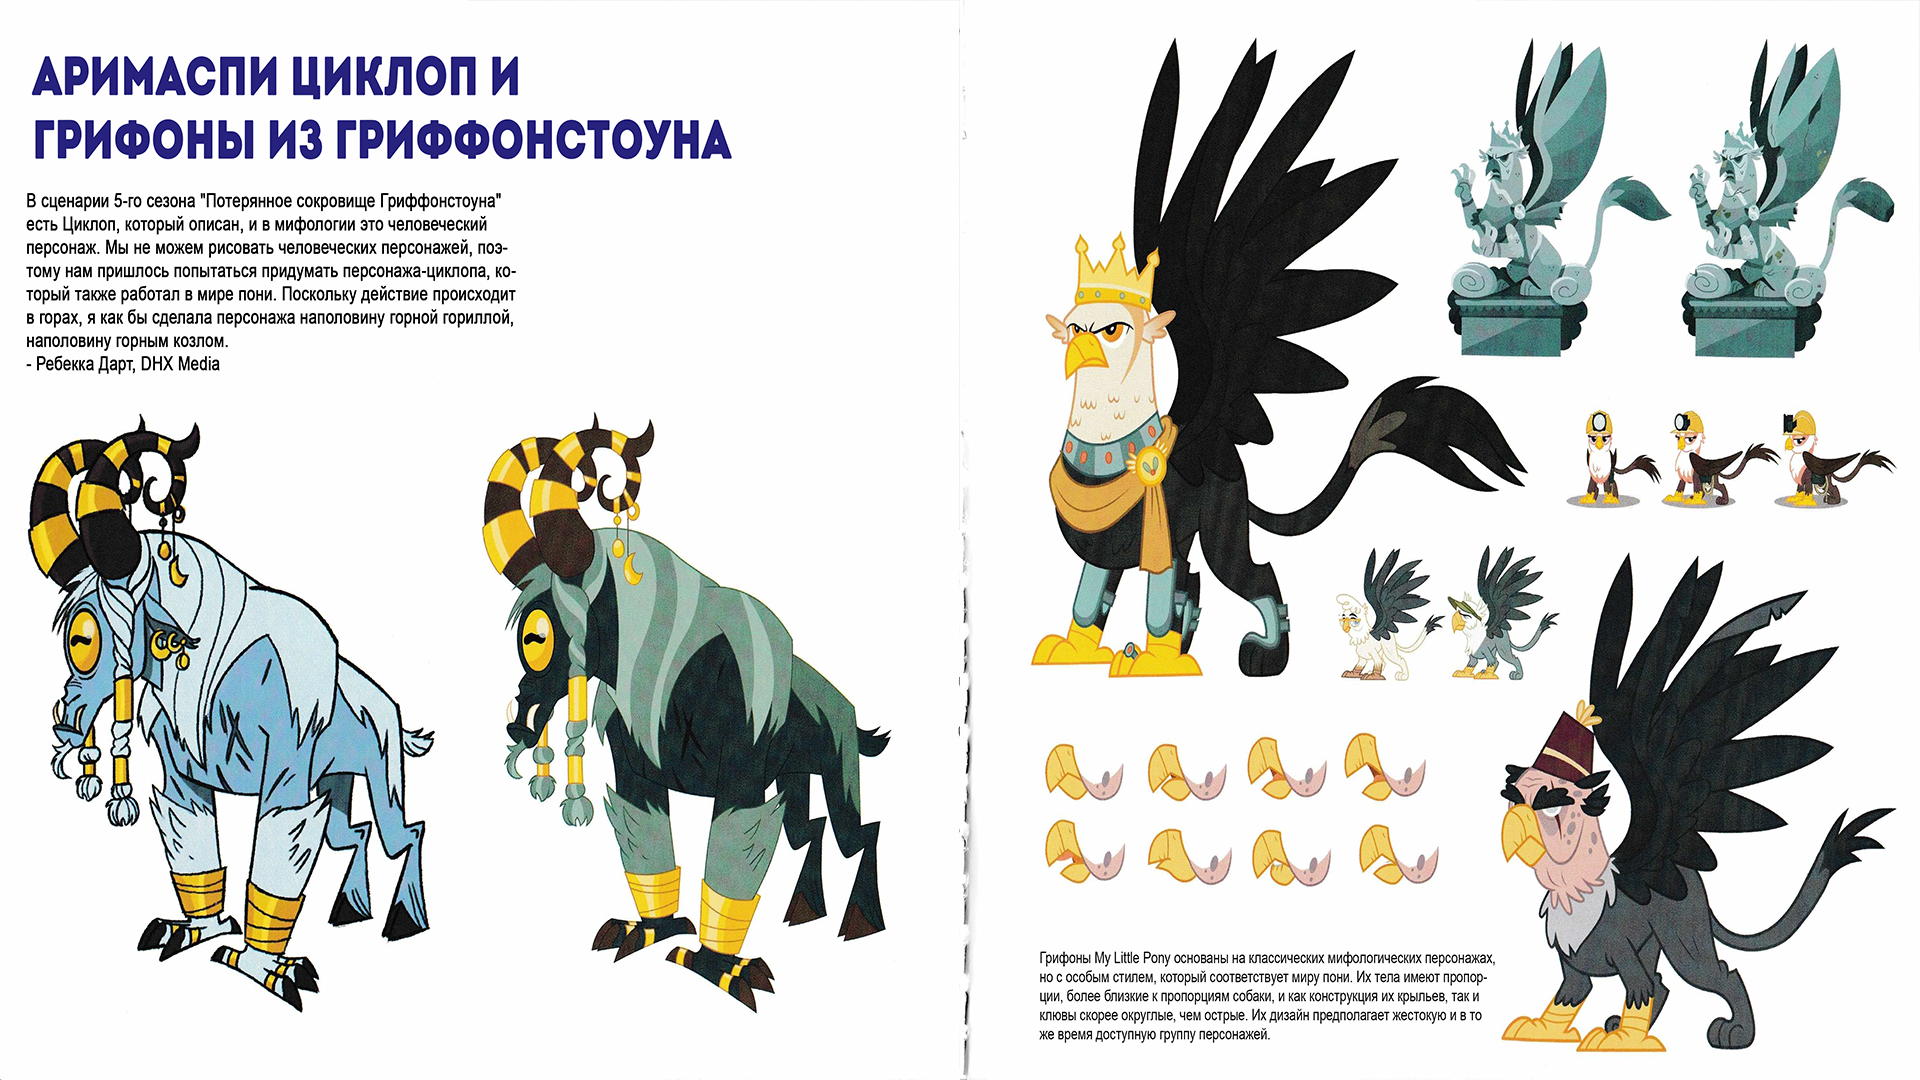 АРИМАСПИ ЦИКЛОП И
ГРИФОНЫ ИЗ ГРИФФОНСТОУНА
В сценарии 5-го сезона "Потерянное сокровище Гриффонстоуна"
есть Циклоп, который описан, и в мифологии это человеческий
персонаж. Мы не можем рисовать человеческих персонажей, поэ-
тому нам пришлось попытаться придумать персонажа-циклопа, ко-
торый также работал в мире пони. Поскольку действие происходит
в горах, я как бы сделала персонажа наполовину горной гориллой,
наполовину горным козлом.
- Ребекка Дарт, DHX Media
Грифоны My Little Pony основаны на классических мифологических персонажах,
но с особым стилем, который соответствует миру пони. Их тела имеют пропор-
ции, более близкие к пропорциям собаки, и как конструкция их крыльев, так и
клювы скорее округлые, чем острые. Их дизайн предполагает жестокую и в то
же время доступную группу персонажей.